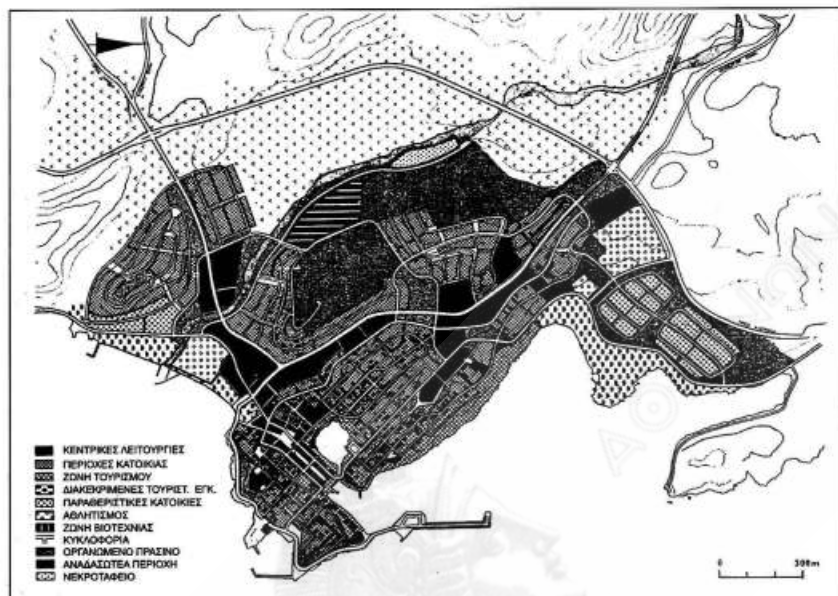 ΚΕΝΤΡΙΚΕΣ ΛΕΙΤΟΥΡΓΙΕΣ
ΠΕΡΙΟΧΕΣ ΚΑΤΟΙΚΙΑΣ
ΖΩΝΗ ΤΟΥΡΙΣΜΟΥ
ΔΙΑΚΕΚΡΙΜΕΝΕΣ ΤΟΥΡΙΣΤ. ΕΓΚ.
ΠΑΡΑΘΕΡΙΣΤΙΚΕΣ ΚΑΤΟΙΚΙΕΣ
ΑΘΛΗΤΙΣΜΟΣ
ΖΩΝΗ ΒΙΟΤΕΧΝΙΑΣ
ΚΥΚΛΟΦΟΡΙΑ
ΟΡΓΑΝΩΜΕΝΟ ΠΡΑΣΙΝΟ
ΑΝΑΔΑΣΩΤΕΑ ΠΕΡΙΟΧΗ
ΝΕΚΡΟΤΑΦΕΙΟ
0 300m